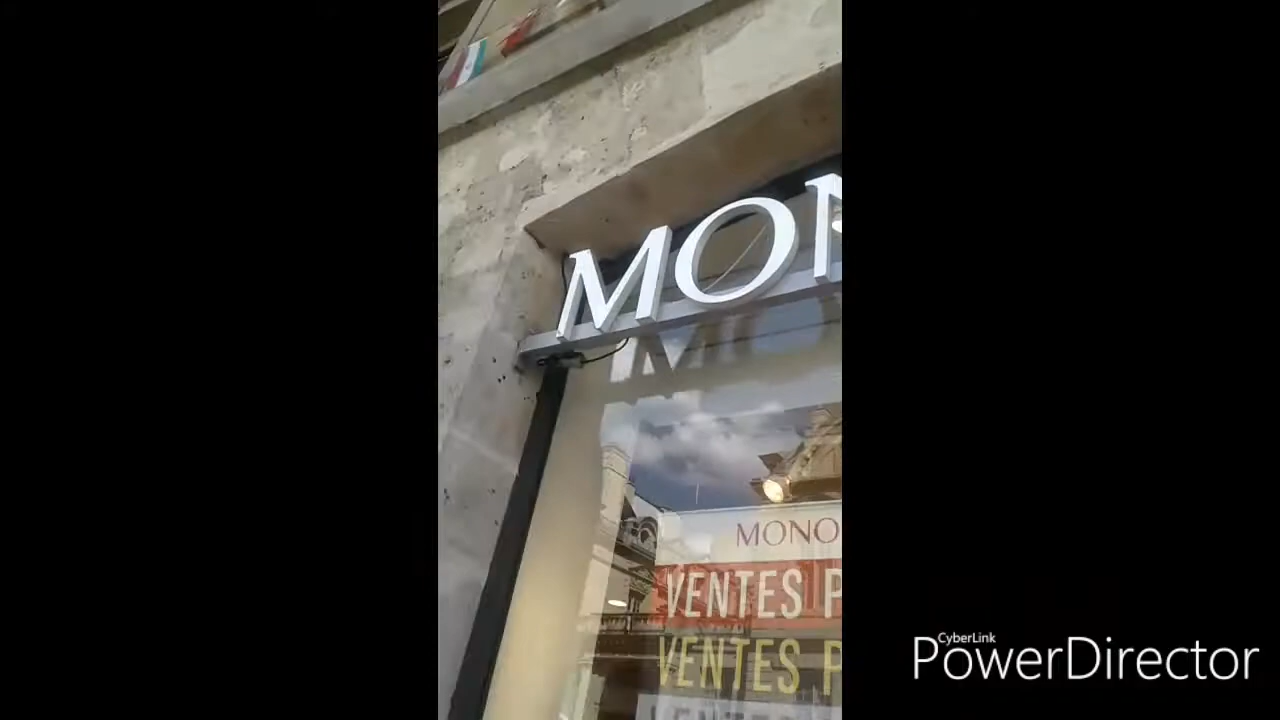 MON
MONO
VENTES P
VENTES P
CyberLink
PowerDirector